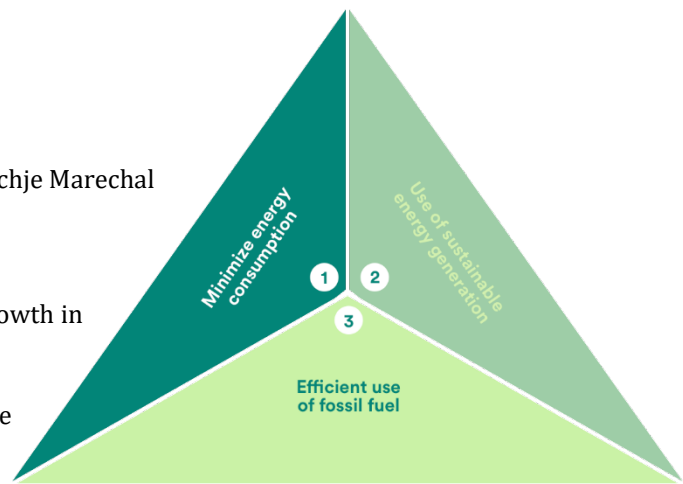 chje Marechal
owth in
e
Minimize energy
consumption
Use of sustainable
energy generation
1
2
3
Efficient use
of fossil fuel